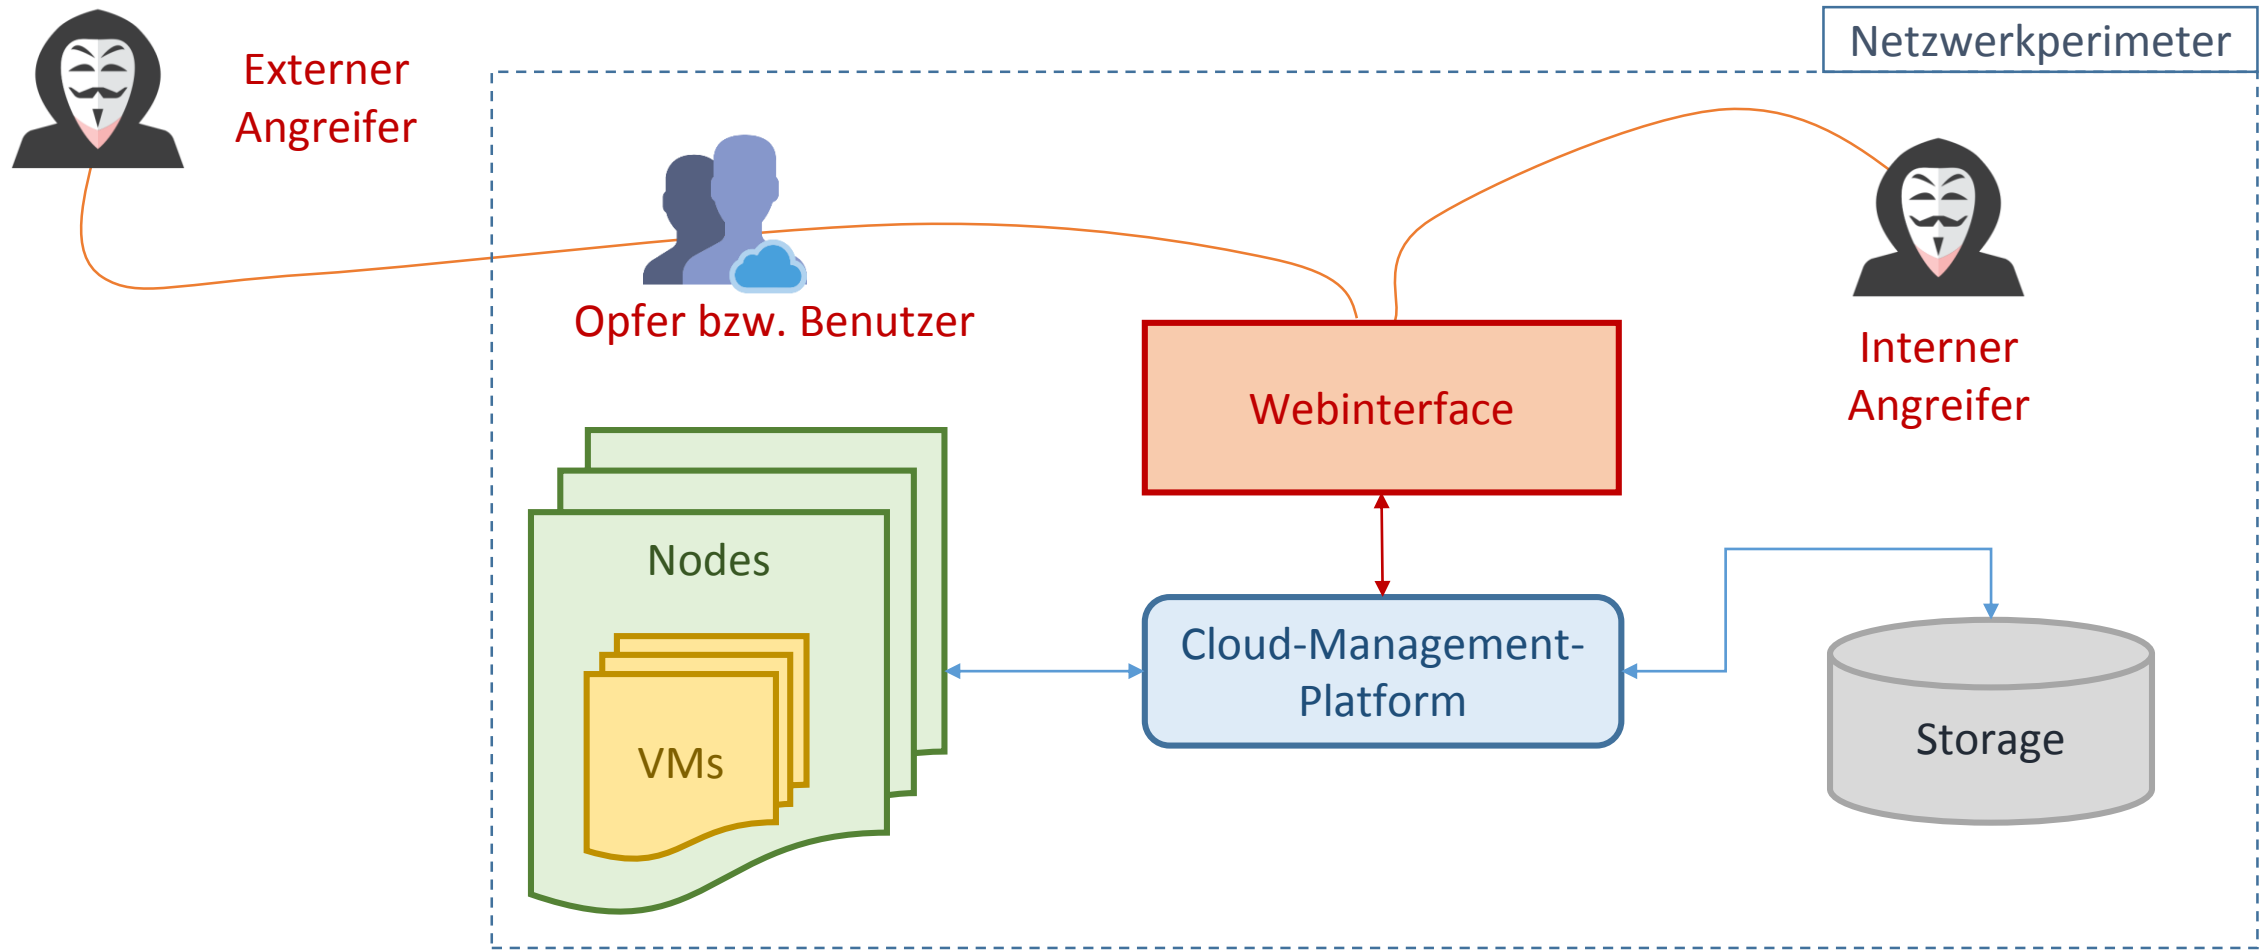 Netzwerkperimeter
Externer
Angreifer
Opfer bzw. Benutzer
Webinterface
Interner
Angreifer
Nodes
VMs
Cloud-Management-
Platform
Storage